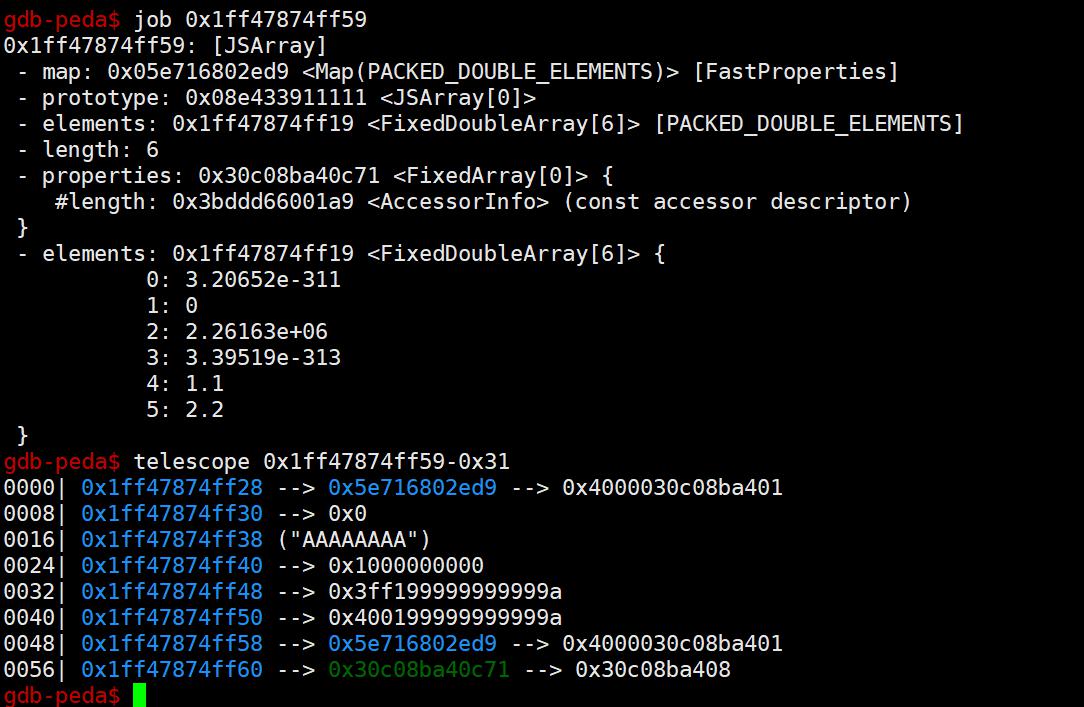 gdb-peda$ job 0x1ff47874ff59
0x1ff47874ff59: [JSArray]
 - map: 0x05e716802ed9 <Map(PACKED_DOUBLE_ELEMENTS)> [FastProperties]
 - prototype: 0x08e433911111 <JSArray[0]>
 - elements: 0x1ff47874ff19 <FixedDoubleArray[6]> [PACKED_DOUBLE_ELEMENTS]
 - length: 6
 - properties: 0x30c08ba40c71 <FixedArray[0]> {
    #length: 0x3bddd66001a9 <AccessorInfo> (const accessor descriptor)
 }
 - elements: 0x1ff47874ff19 <FixedDoubleArray[6]> {
           0: 3.20652e-311
           1: 0
           2: 2.26163e+06
           3: 3.39519e-313
           4: 1.1
           5: 2.2
 }
gdb-peda$ telescope 0x1ff47874ff59-0x31
0000| 0x1ff47874ff28 --> 0x5e716802ed9 --> 0x4000030c08ba401
0008| 0x1ff47874ff30 --> 0x0
0016| 0x1ff47874ff38 ("AAAAAAAA")
0024| 0x1ff47874ff40 --> 0x1000000000
0032| 0x1ff47874ff48 --> 0x3ff199999999999a
0040| 0x1ff47874ff50 --> 0x400199999999999a
0048| 0x1ff47874ff58 --> 0x5e716802ed9 --> 0x4000030c08ba401
0056| 0x1ff47874ff60 --> 0x30c08ba40c71 --> 0x30c08ba408
gdb-peda$